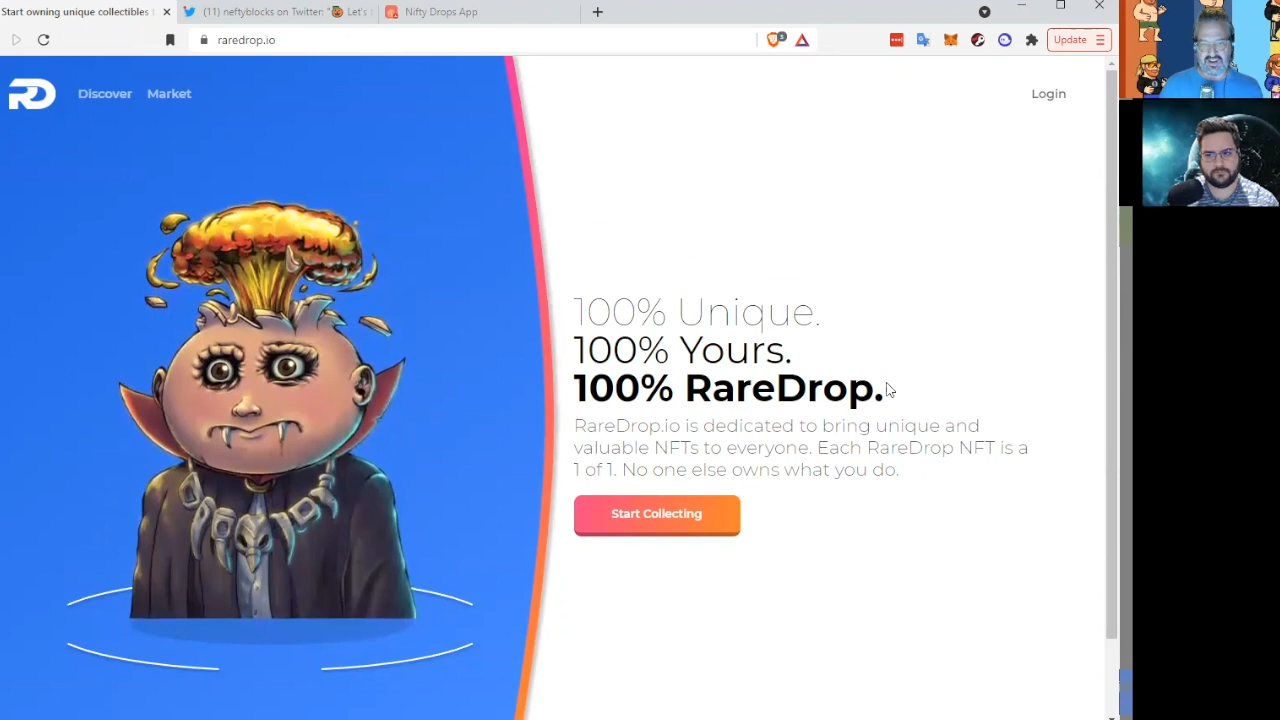 Start owning unique collectibles t
(11) neftyblocks on Twitter: "🎃 Let's
Nifty Drops App
raredrop.io
5
Update
RD
Discover
Market
Login
100% Unique.
100% Yours.
100% RareDrop.
RareDrop.io is dedicated to bring unique and
valuable NFTs to everyone. Each RareDrop NFT is a
1 of 1. No one else owns what you do.
Start Collecting